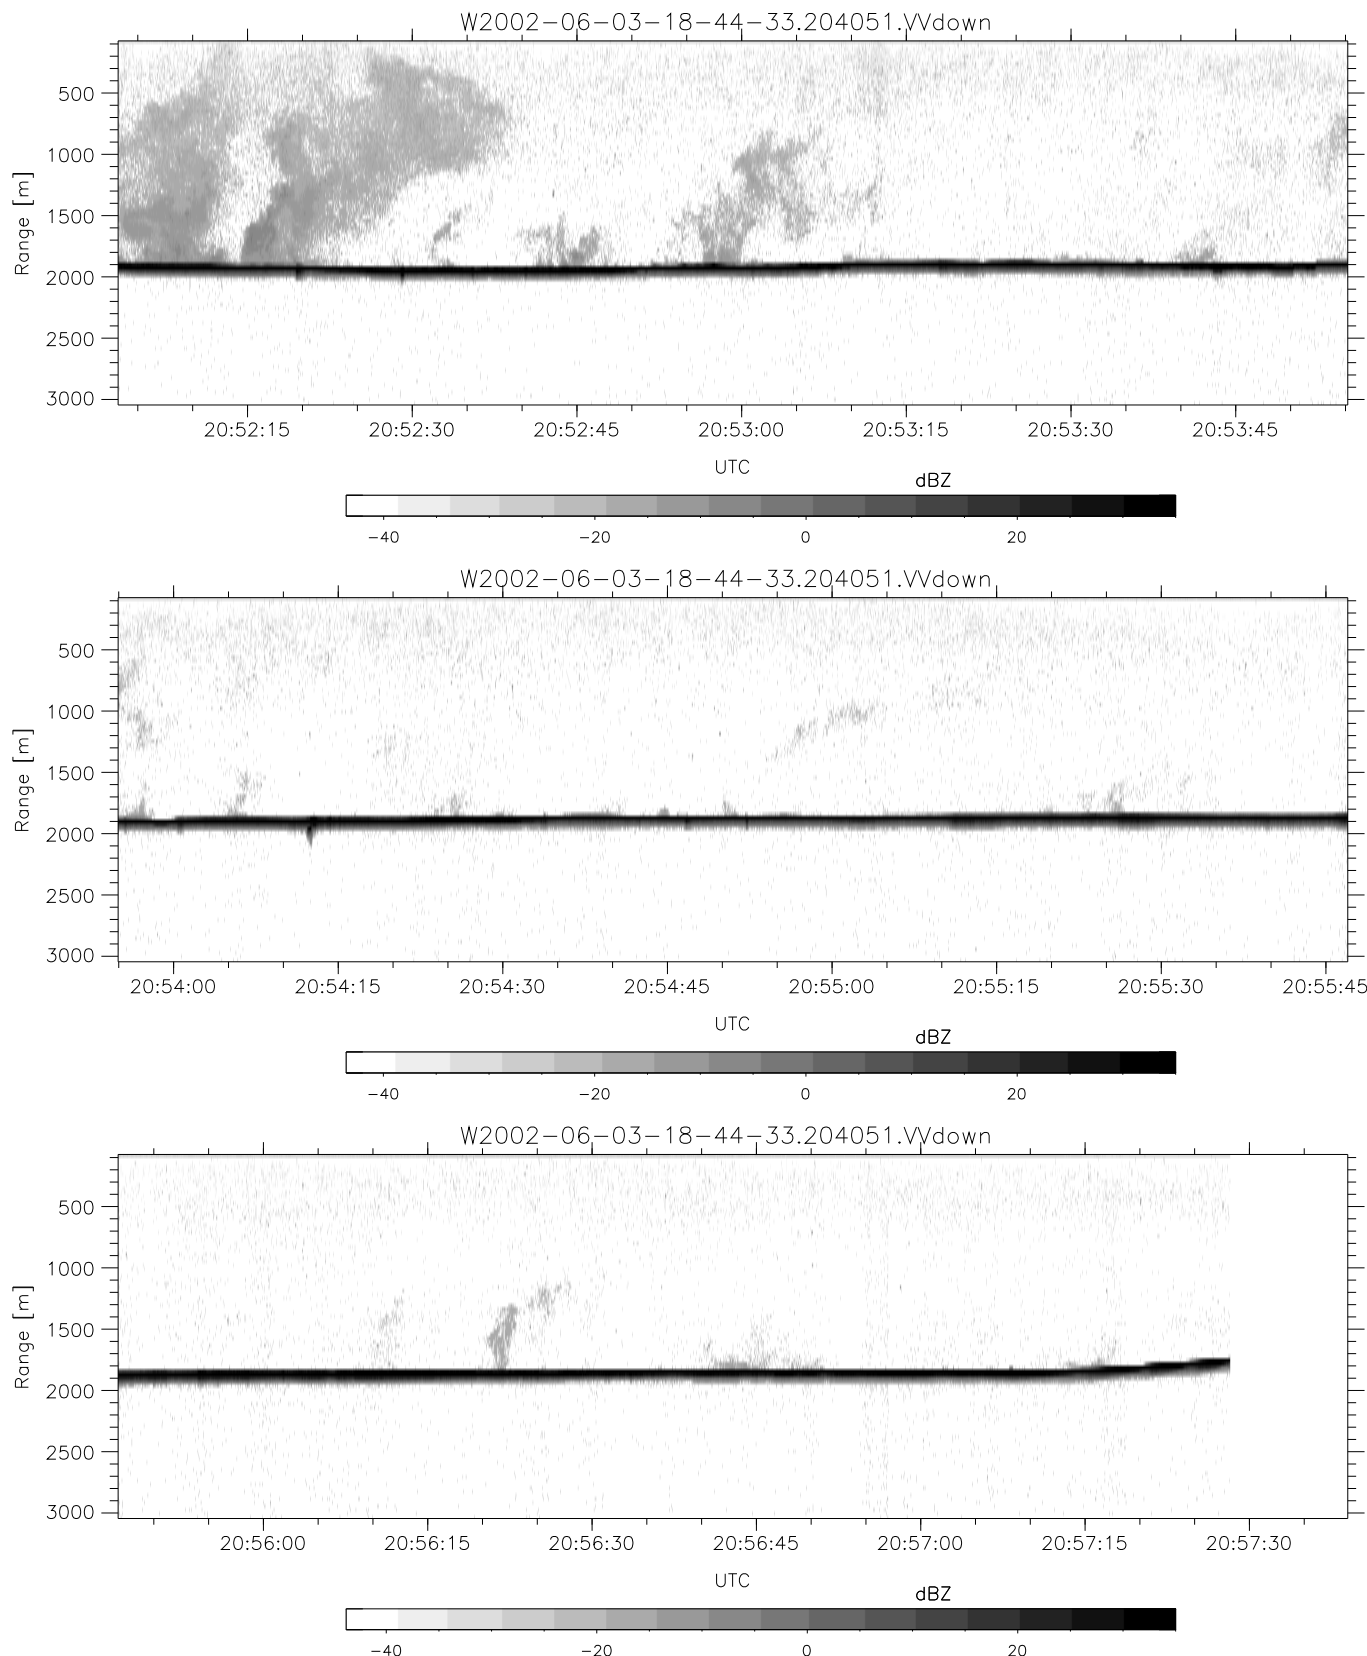 W2002-06-03-18-44-33.204051.VVdown
Range [m]
500
1000
1500
2000
2500
3000
20:52:15 20:52:30 20:52:45 20:53:00 20:53:15 20:53:30 20:53:45
UTC
dBZ
-40 -20 0 20
W2002-06-03-18-44-33.204051.VVdown
Range [m]
500
1000
1500
2000
2500
3000
20:54:00 20:54:15 20:54:30 20:54:45 20:55:00 20:55:15 20:55:30 20:55:45
UTC
dBZ
-40 -20 0 20
W2002-06-03-18-44-33.204051.VVdown
Range [m]
500
1000
1500
2000
2500
3000
20:56:00 20:56:15 20:56:30 20:56:45 20:57:00 20:57:15 20:57:30
UTC
dBZ
-40 -20 0 20